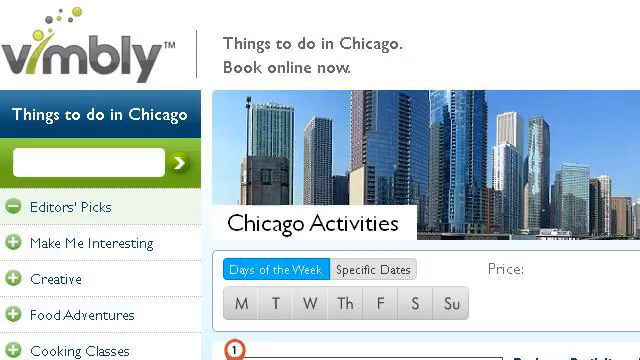 vimbly™
Things to do in Chicago.
Book online now.
Things to do in Chicago
Editors' Picks
Make Me Interesting
Creative
Food Adventures
Cooking Classes
Chicago Activities
Days of the Week
Specific Dates
Price:
M T W Th F S Su
1